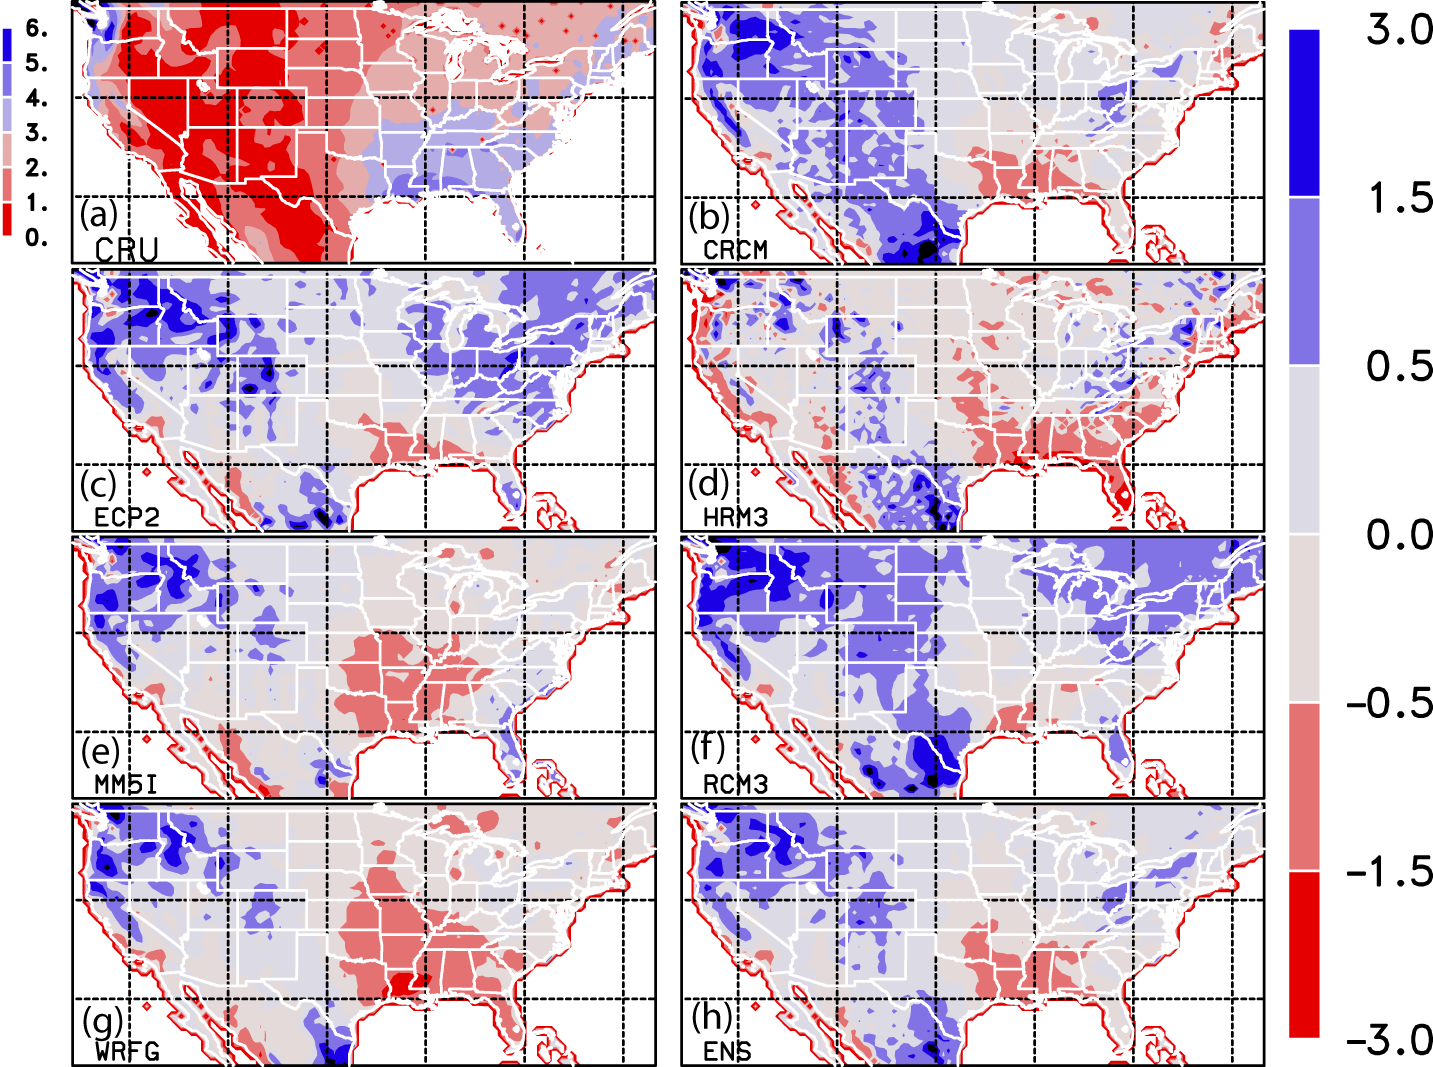 6.
5.
4.
3.
2.
1.
0.
(a)
CRU
(b)
CRCM
(c)
ECP2
(d)
HRM3
(e)
MM5I
(f)
RCM3
(g)
WRFG
(h)
ENS
3.0
1.5
0.5
0.0
−0.5
−1.5
−3.0